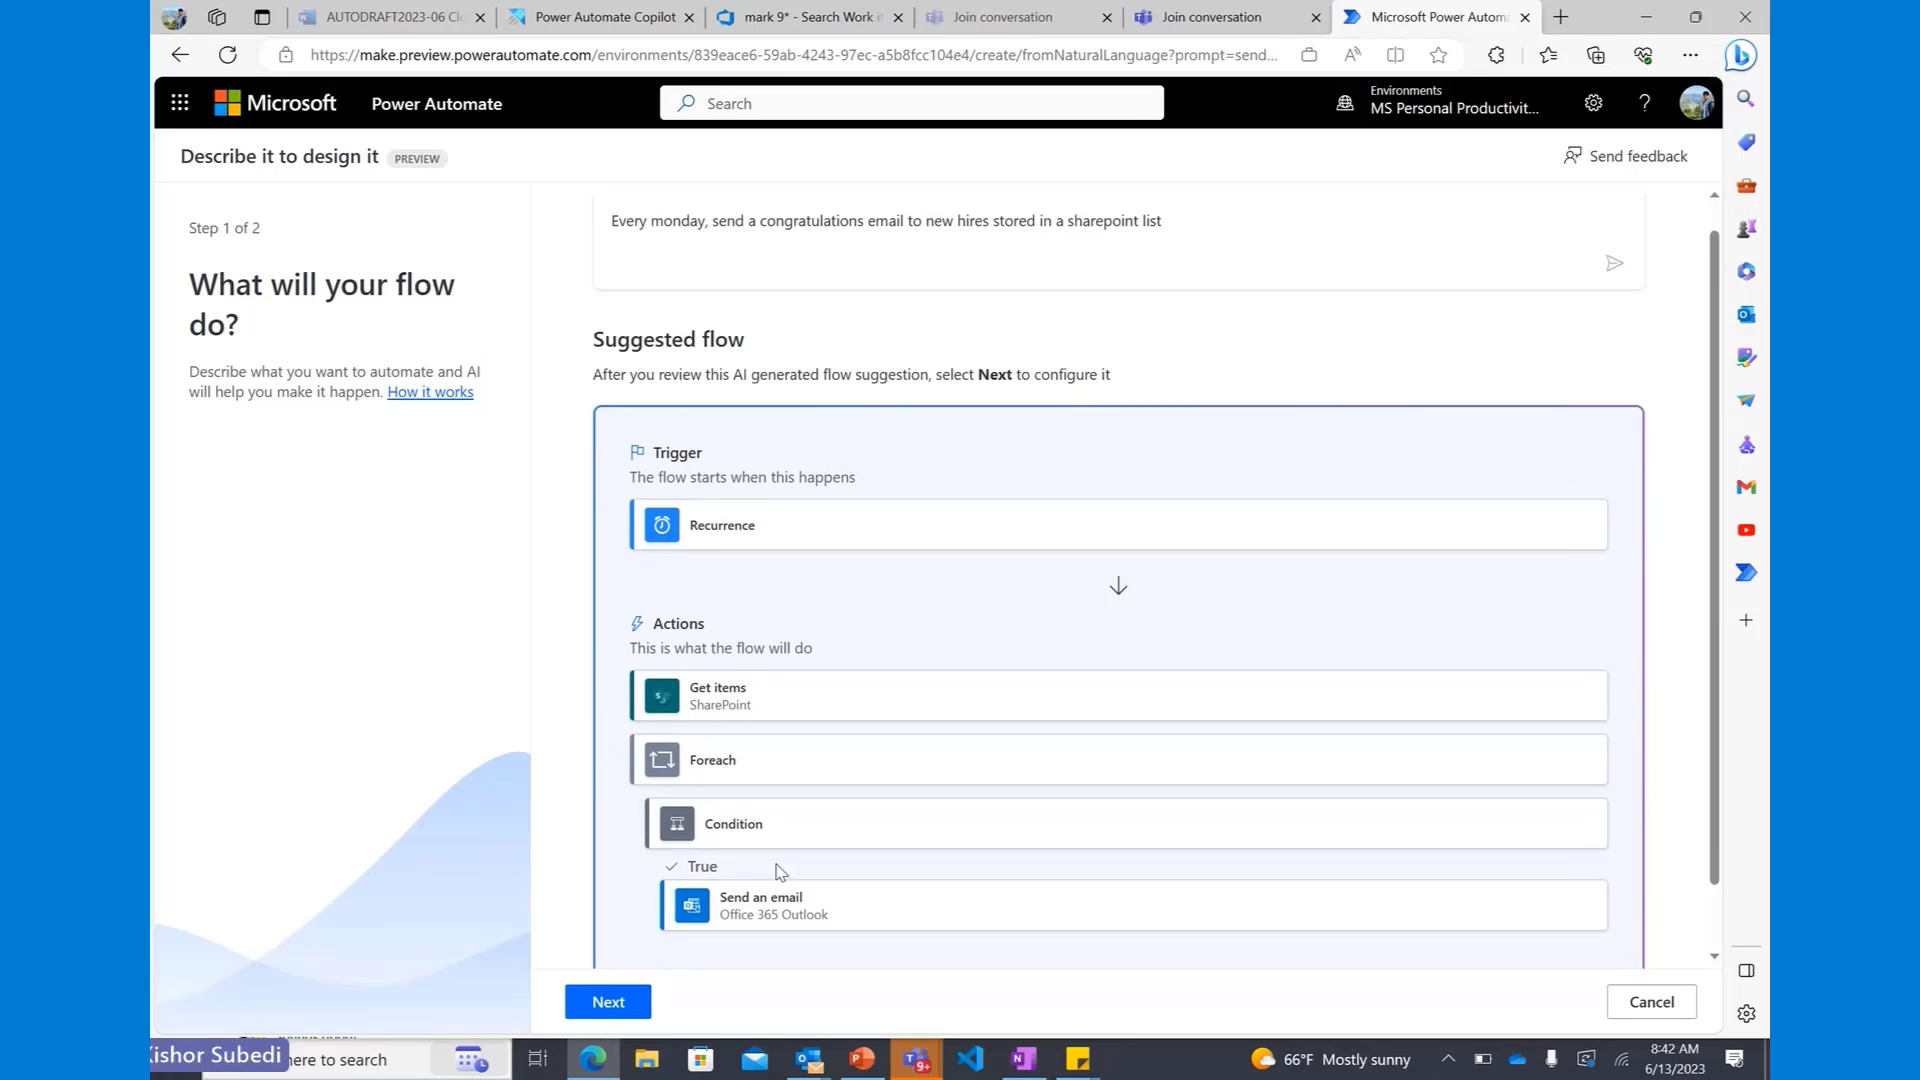 AUTODRAFT2023-06 Cl
Power Automate Copilot
mark 9* - Search Work i
Join conversation
Join conversation
Microsoft Power Autom
https://make.preview.powerautomate.com/environments/839eace6-59ab-4243-97ec-a5b8fcc104e4/create/fromNaturalLanguage?prompt=send...
Microsoft
Power Automate
Search
Environments
MS Personal Productivit...
Describe it to design it
PREVIEW
Send feedback
Step 1 of 2
What will your flow
do?
Describe what you want to automate and AI
will help you make it happen. How it works
Every monday, send a congratulations email to new hires stored in a sharepoint list
Suggested flow
After you review this AI generated flow suggestion, select Next to configure it
Trigger
The flow starts when this happens
Recurrence
Actions
This is what the flow will do
Get items
SharePoint
Foreach
Condition
True
Send an email
Office 365 Outlook
Next
Cancel
Kishor Subedi
here to search
9+
66°F Mostly sunny
8:42 AM
6/13/2023